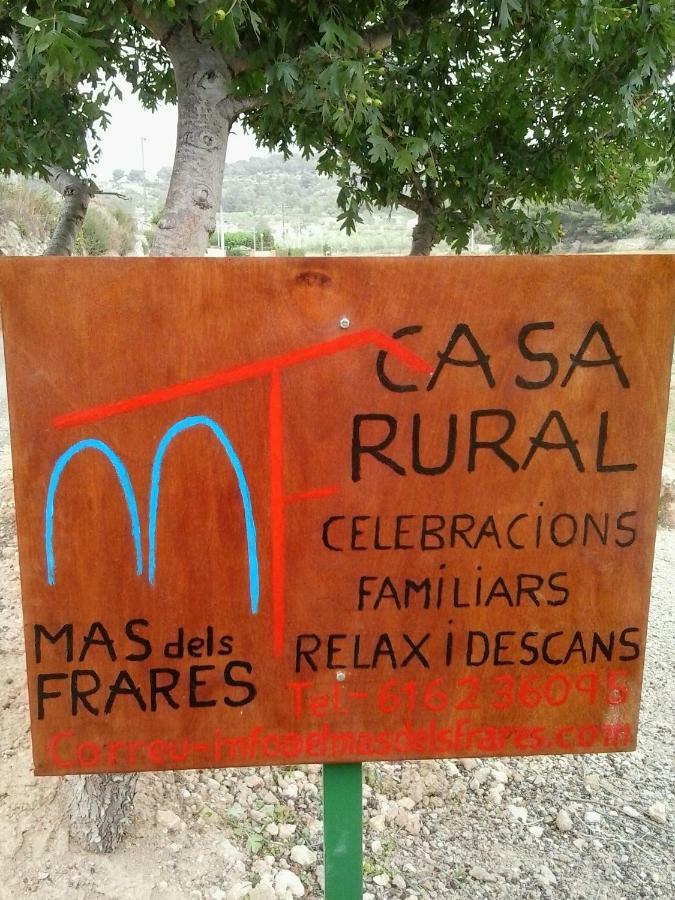 CASA
RURAL
CELEBRACIONS
FAMILIARS
RELAX i DESCANS
MAS dels
FRARES
Tel.- 616236095
Correu-info@elmasdelsfrares.com